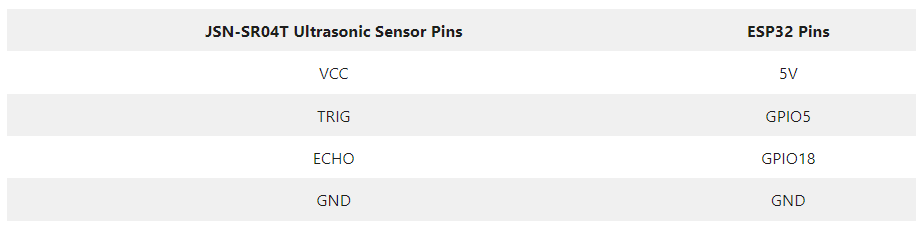 JSN-SR04T Ultrasonic Sensor Pins ESP32 Pins
VCC 5V
TRIG GPIO5
ECHO GPIO18
GND GND